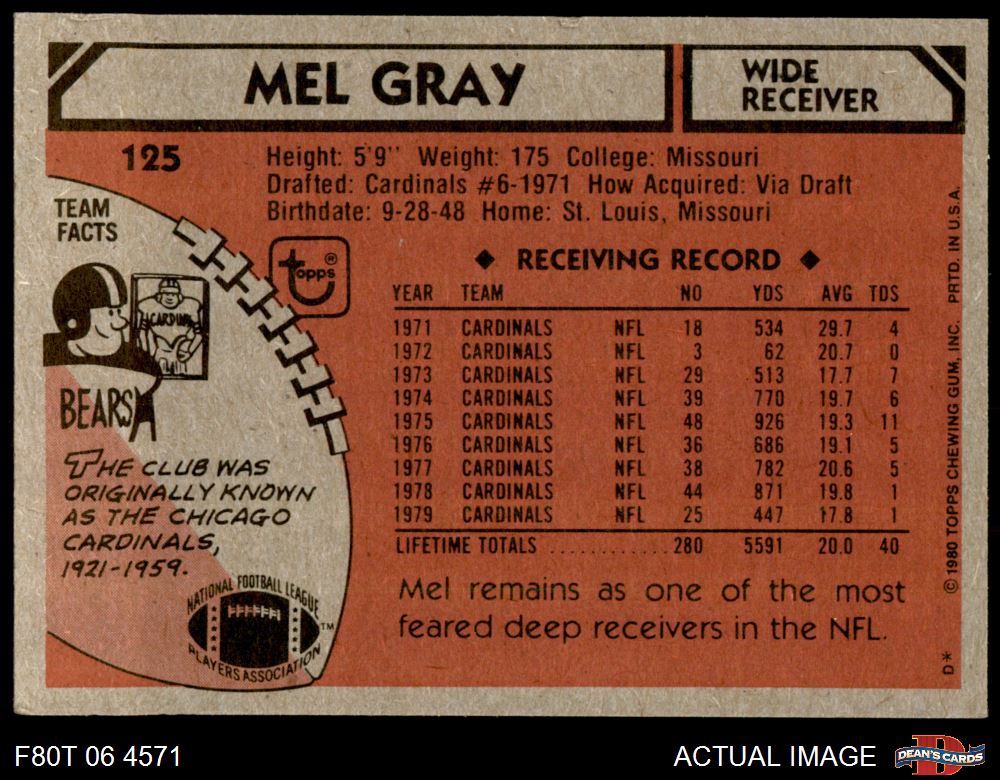 MEL GRAY
WIDE
RECEIVER
125
Height: 5'9" Weight: 175 College: Missouri
Drafted: Cardinals #6-1971 How Acquired: Via Draft
Birthdate: 9-28-48 Home: St. Louis, Missouri
TEAM
FACTS
CARDINALS
BEARS
THE CLUB WAS
ORIGINALLY KNOWN
AS THE CHICAGO
CARDINALS,
1921-1959.
NATIONAL FOOTBALL LEAGUE
PLAYERS ASSOCIATION
TM
topps®
◆ RECEIVING RECORD ◆
YEAR TEAM NO YDS AVG TDS
1971 CARDINALS NFL 18 534 29.7 4
1972 CARDINALS NFL 3 62 20.7 0
1973 CARDINALS NFL 29 513 17.7 7
1974 CARDINALS NFL 39 770 19.7 6
1975 CARDINALS NFL 48 926 19.3 11
1976 CARDINALS NFL 36 686 19.1 5
1977 CARDINALS NFL 38 782 20.6 5
1978 CARDINALS NFL 44 871 19.8 1
1979 CARDINALS NFL 25 447 17.8 1
LIFETIME TOTALS ............ 280 5591 20.0 40
Mel remains as one of the most
feared deep receivers in the NFL.
D* © 1980 TOPPS CHEWING GUM, INC. PRTD. IN U.S.A.
F80T 06 4571
ACTUAL IMAGE
DEAN'S CARDS